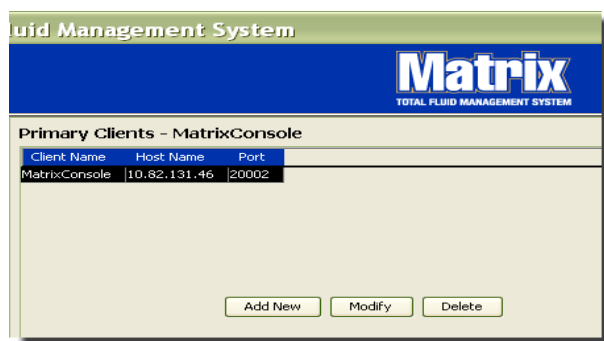 luid Management System
Matrix
TOTAL FLUID MANAGEMENT SYSTEM
Primary Clients - MatrixConsole
Client Name Host Name Port
MatrixConsole 10.82.131.46 20002
Add New Modify Delete